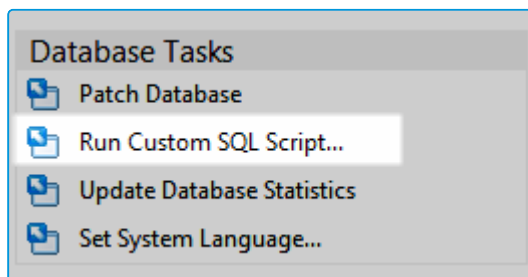 Database Tasks
Patch Database
Run Custom SQL Script...
Update Database Statistics
Set System Language...